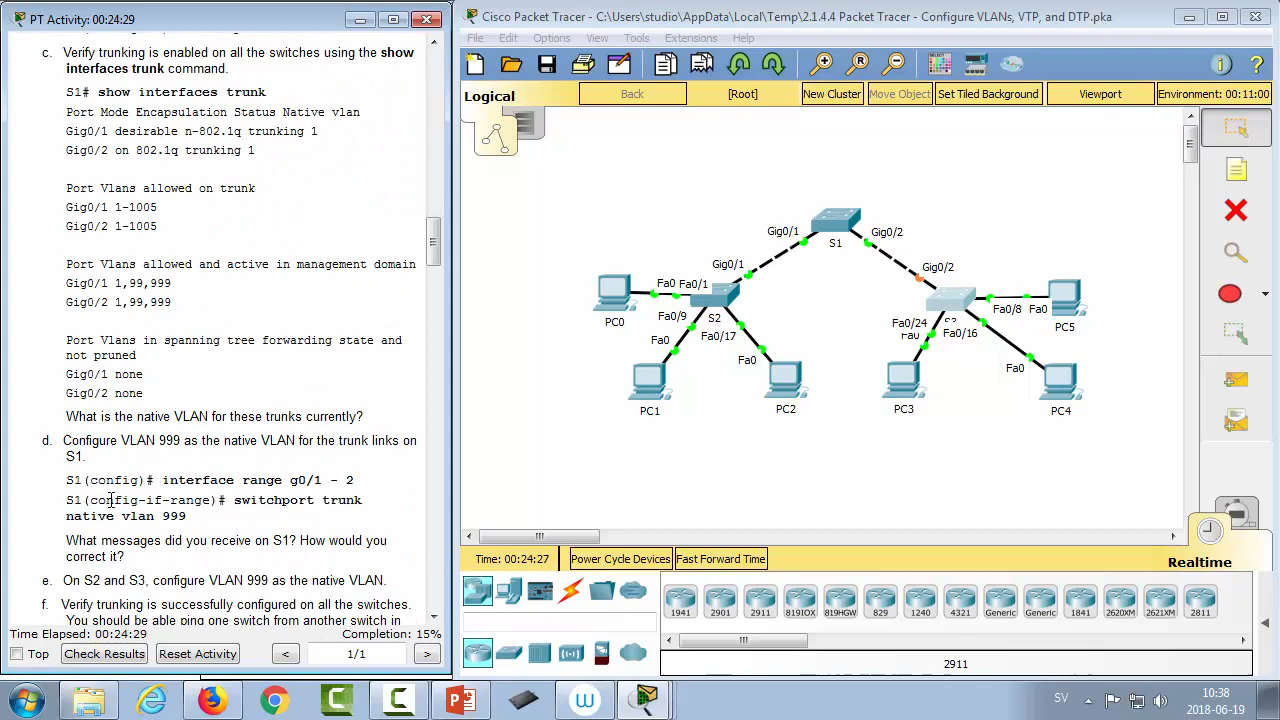 PT Activity: 00:24:29
c. Verify trunking is enabled on all the switches using the show
interfaces trunk command.
S1# show interfaces trunk
Port Mode Encapsulation Status Native vlan
Gig0/1 desirable n-802.1q trunking 1
Gig0/2 on 802.1q trunking 1
Port Vlans allowed on trunk
Gig0/1 1-1005
Gig0/2 1-1005
Port Vlans allowed and active in management domain
Gig0/1 1,99,999
Gig0/2 1,99,999
Port Vlans in spanning tree forwarding state and
not pruned
Gig0/1 none
Gig0/2 none
What is the native VLAN for these trunks currently?
d. Configure VLAN 999 as the native VLAN for the trunk links on
S1.
S1(config)# interface range g0/1 - 2
S1(config-if-range)# switchport trunk
native vlan 999
What messages did you receive on S1? How would you
correct it?
e. On S2 and S3, configure VLAN 999 as the native VLAN.
f. Verify trunking is successfully configured on all the switches.
You should be able ping one switch from another switch in
Time Elapsed: 00:24:29 Completion: 15%
Top Check Results Reset Activity < 1/1 >
Cisco Packet Tracer - C:\Users\studio\AppData\Local\Temp\2.1.4.4 Packet Tracer - Configure VLANs, VTP, and DTP.pka
File Edit Options View Tools Extensions Help
Logical Back [Root] New Cluster Move Object Set Tiled Background Viewport Environment: 00:11:00
Gig0/1 Gig0/2
S1
Gig0/1 Gig0/2
Fa0 Fa0/1
PC0 S2
Fa0/9 Fa0/17
Fa0 Fa0
PC1 PC2
Fa0/8 Fa0
PC5
Fa0/24 Fa0/16
Fa0 Fa0
PC3 PC4
Time: 00:24:27 Power Cycle Devices Fast Forward Time Realtime
1941 2901 2911 819IOX 819HGW 829 1240 4321 Generic Generic 1841 2620XM 2621XM 2811
2911
SV 10:38
2018-06-19